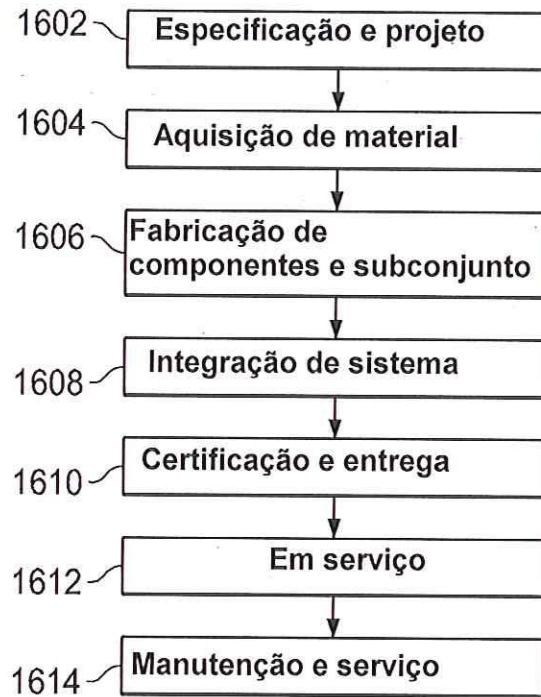 1602 Especificação e projeto
1604 Aquisição de material
1606 Fabricação de
componentes e subconjunto
1608 Integração de sistema
1610 Certificação e entrega
1612 Em serviço
1614 Manutenção e serviço